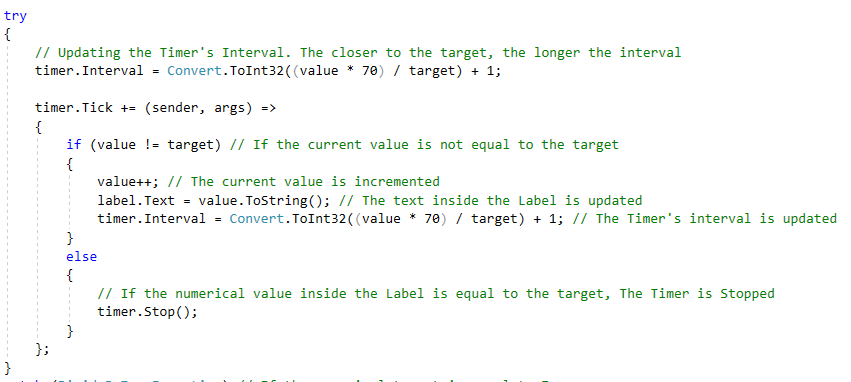 try
{
// Updating the Timer's Interval. The closer to the target, the longer the interval
timer.Interval = Convert.ToInt32((value * 70) / target) + 1;
timer.Tick += (sender, args) =>
{
if (value != target) // If the current value is not equal to the target
{
value++; // The current value is incremented
label.Text = value.ToString(); // The text inside the Label is updated
timer.Interval = Convert.ToInt32((value * 70) / target) + 1; // The Timer's interval is updated
}
else
{
// If the numerical value inside the Label is equal to the target, The Timer is Stopped
timer.Stop();
}
};
}